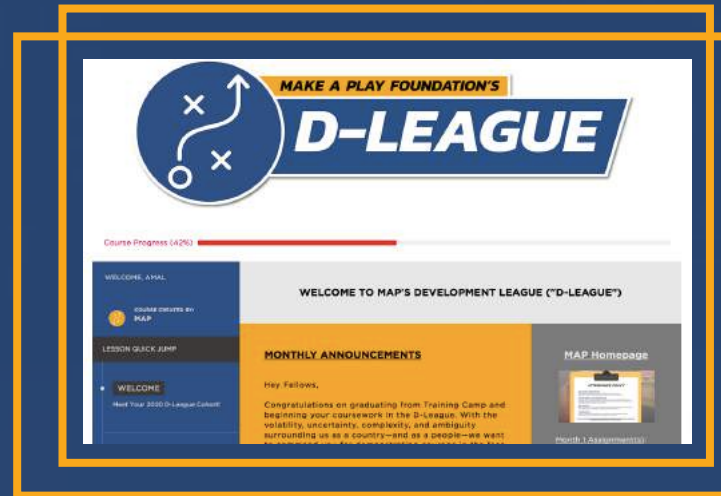 MAKE A PLAY FOUNDATION'S
D-LEAGUE
Course Progress (42%)
WELCOME, AMAL
COURSE CREATED BY:
MAP
LESSON QUICK JUMP
WELCOME
Meet Your 2020 D-League Cohort!
WELCOME TO MAP'S DEVELOPMENT LEAGUE ("D-LEAGUE")
MONTHLY ANNOUNCEMENTS
Hey Fellows,
Congratulations on graduating from Training Camp and
beginning your coursework in the D-League. With the
volatility, uncertainty, complexity, and ambiguity
surrounding us as a country—and as a people—we want
MAP Homepage
Month 1 Assignment(s):